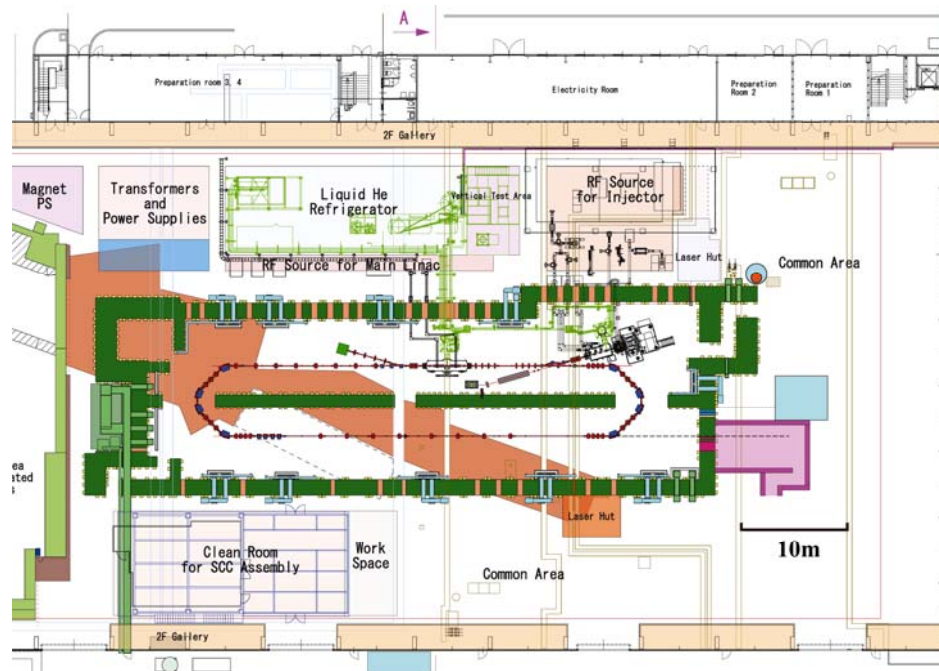 A
Preparation room 3, 4
Electricity Room
Preparation
Room 2
Preparation
Room 1
2F Gallery
Magnet
PS
Transformers
and
Power Supplies
Liquid He
Refrigerator
Vertical Test Area
RF Source
for Injector
Laser Hut
RF Source for Main Linac
Common Area
ea
ated
s
Laser Hut
10m
Clean Room
for SCC Assembly
Work
Space
Common Area
2F Gallery